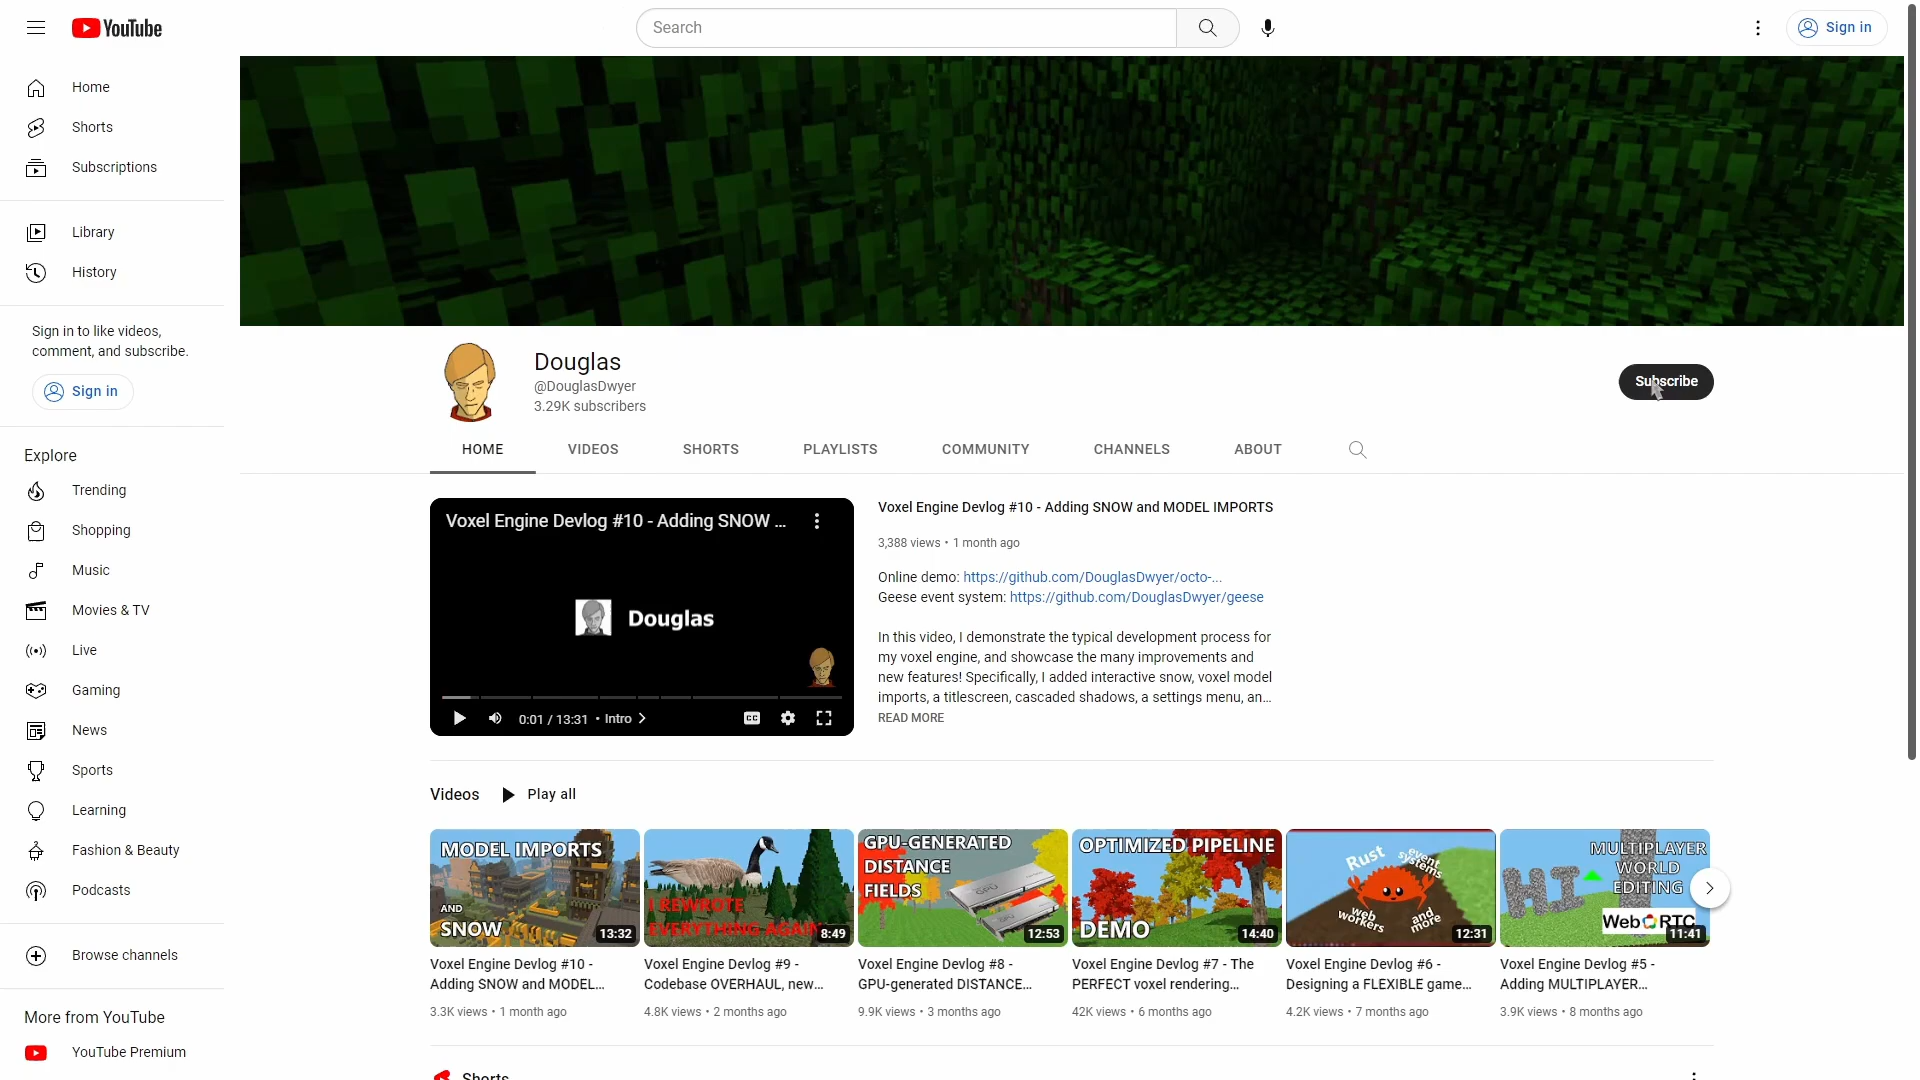 YouTube
Search
Sign in
Home
Shorts
Subscriptions
Library
History
Sign in to like videos,
comment, and subscribe.
Sign in
Explore
Trending
Shopping
Music
Movies & TV
Live
Gaming
News
Sports
Learning
Fashion & Beauty
Podcasts
Browse channels
More from YouTube
YouTube Premium
Douglas
@DouglasDwyer
3.29K subscribers
Subscribe
HOME
VIDEOS
SHORTS
PLAYLISTS
COMMUNITY
CHANNELS
ABOUT
Voxel Engine Devlog #10 - Adding SNOW ...
Douglas
0:01 / 13:31 • Intro
CC
Voxel Engine Devlog #10 - Adding SNOW and MODEL IMPORTS
3,388 views • 1 month ago
Online demo: https://github.com/DouglasDwyer/octo-...
Geese event system: https://github.com/DouglasDwyer/geese
In this video, I demonstrate the typical development process for
my voxel engine, and showcase the many improvements and
new features! Specifically, I added interactive snow, voxel model
imports, a titlescreen, cascaded shadows, a settings menu, an...
READ MORE
Videos
Play all
MODEL IMPORTS
AND
SNOW
13:32
Voxel Engine Devlog #10 -
Adding SNOW and MODEL...
3.3K views • 1 month ago
I REWROTE
EVERYTHING AGAIN
8:49
Voxel Engine Devlog #9 -
Codebase OVERHAUL, new...
4.8K views • 2 months ago
GPU-GENERATED
DISTANCE
FIELDS
GPU
12:53
Voxel Engine Devlog #8 -
GPU-generated DISTANCE...
9.9K views • 3 months ago
OPTIMIZED PIPELINE
DEMO
14:40
Voxel Engine Devlog #7 - The
PERFECT voxel rendering...
42K views • 6 months ago
Rust
event
systems
web
workers
and
more
12:31
Voxel Engine Devlog #6 -
Designing a FLEXIBLE game...
4.2K views • 7 months ago
HI
MULTIPLAYER
WORLD
EDITING
WebRTC
11:41
Voxel Engine Devlog #5 -
Adding MULTIPLAYER...
3.9K views • 8 months ago
Shorts